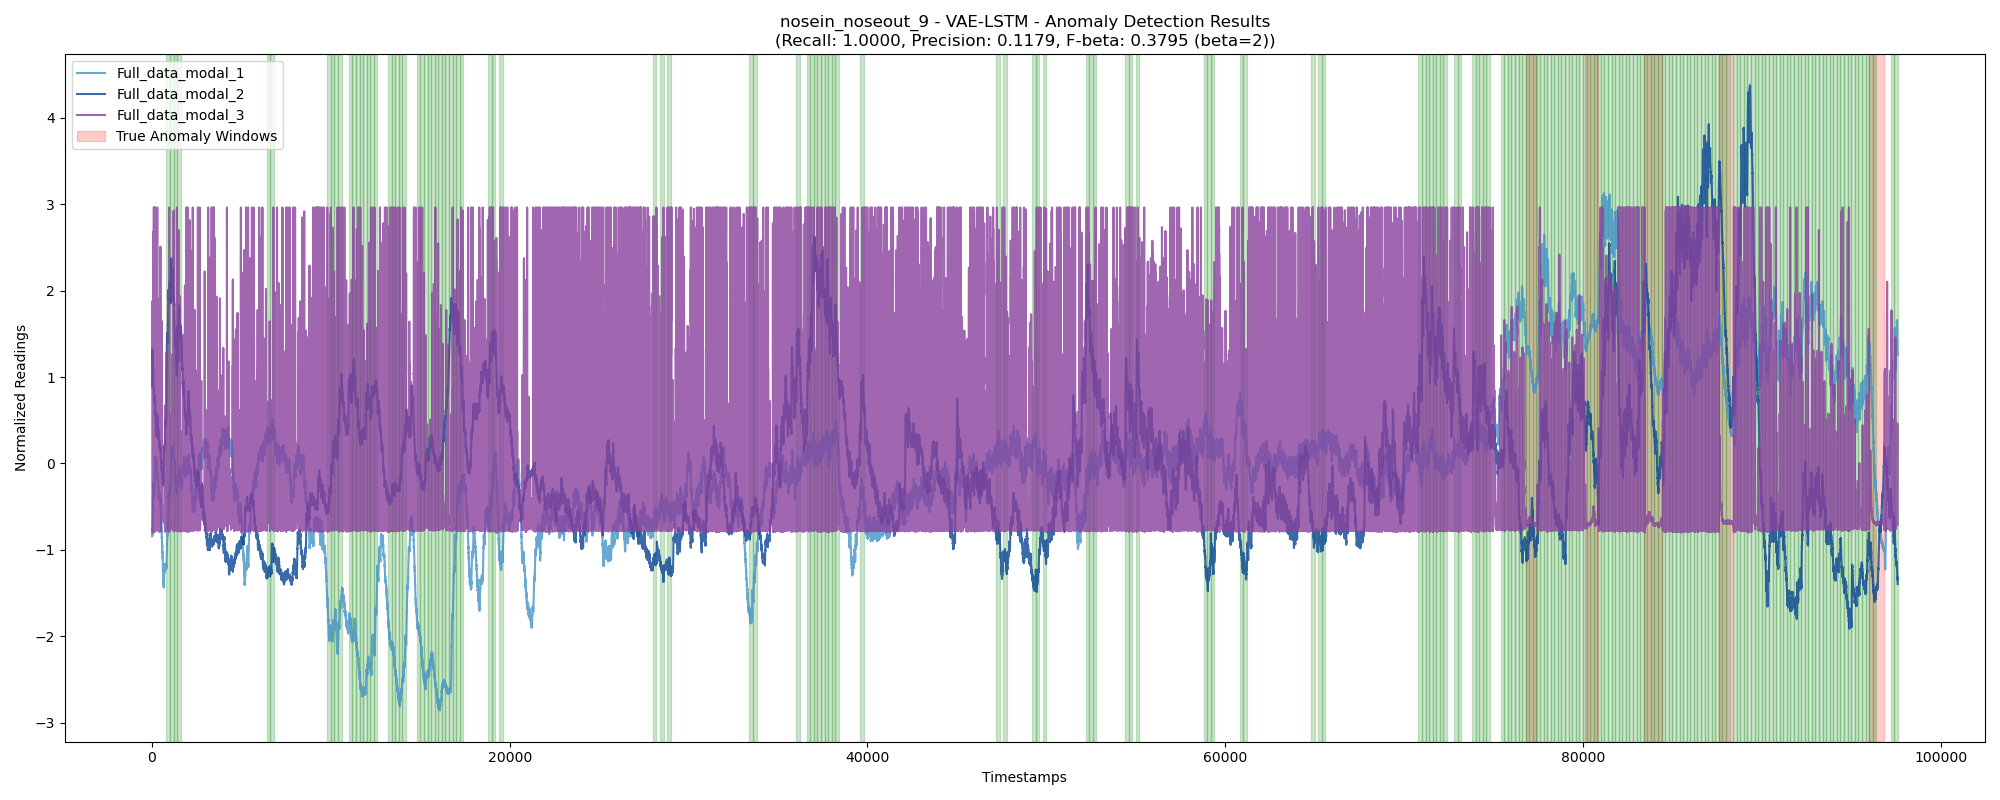 nosein_noseout_9 - VAE-LSTM - Anomaly Detection Results
(Recall: 1.0000, Precision: 0.1179, F-beta: 0.3795 (beta=2))
Full_data_modal_1
Full_data_modal_2
Full_data_modal_3
True Anomaly Windows
Normalized Readings
4
3
2
1
0
−1
−2
−3
0 20000 40000 60000 80000 100000
Timestamps